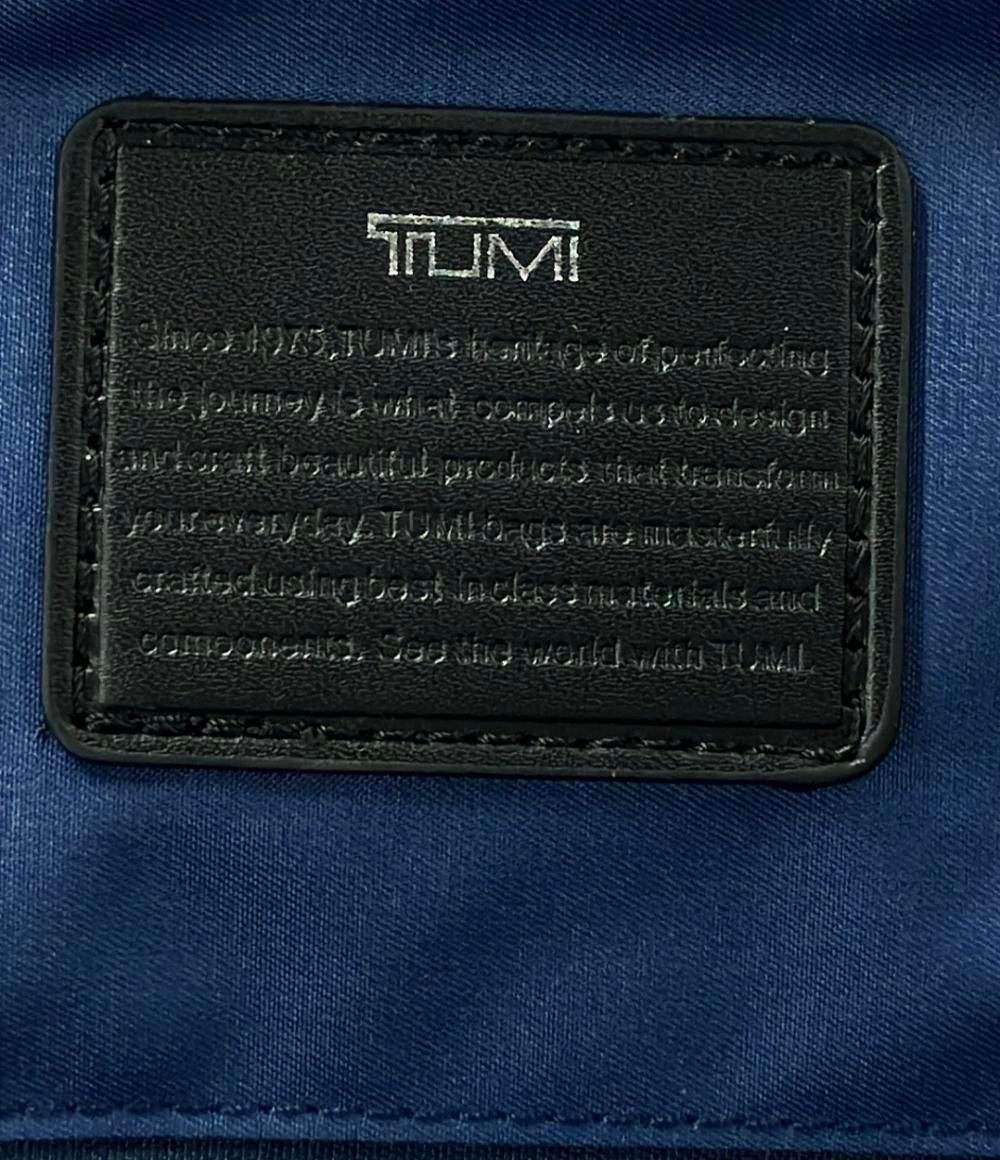 TUMI
Since 1975, TUMI's heritage of perfecting
the journey is what compels us to design
and craft beautiful products that transform
your everyday. TUMI bags are masterfully
crafted using best in class materials and
components. See the world with TUMI.